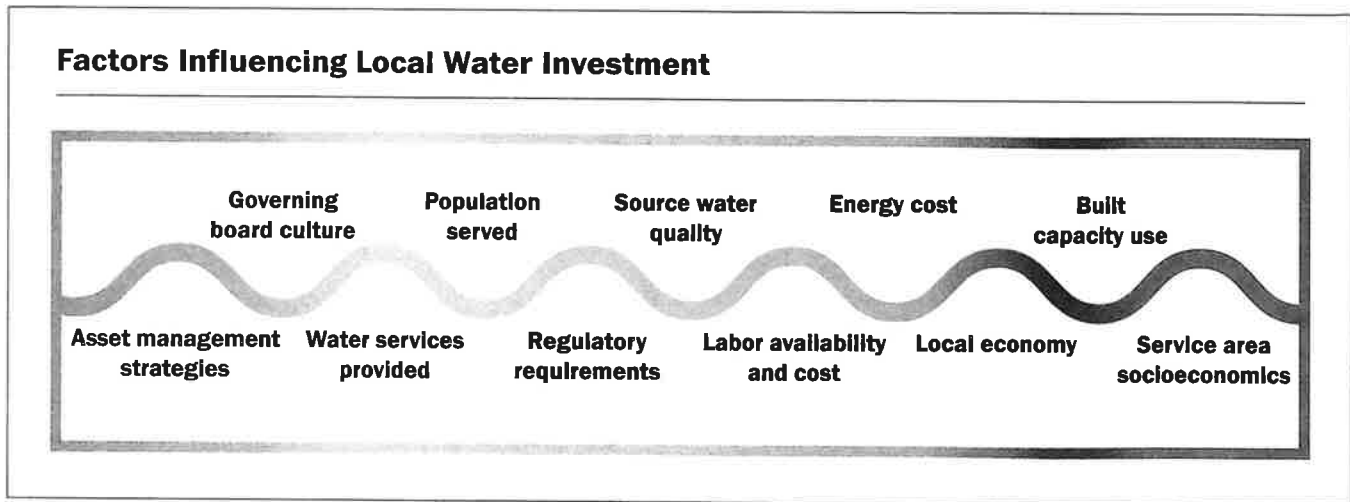 Factors Influencing Local Water Investment
Governing
board culture
Population
served
Source water
quality
Energy cost
Built
capacity use
Asset management
strategies
Water services
provided
Regulatory
requirements
Labor availability
and cost
Local economy
Service area
socioeconomics